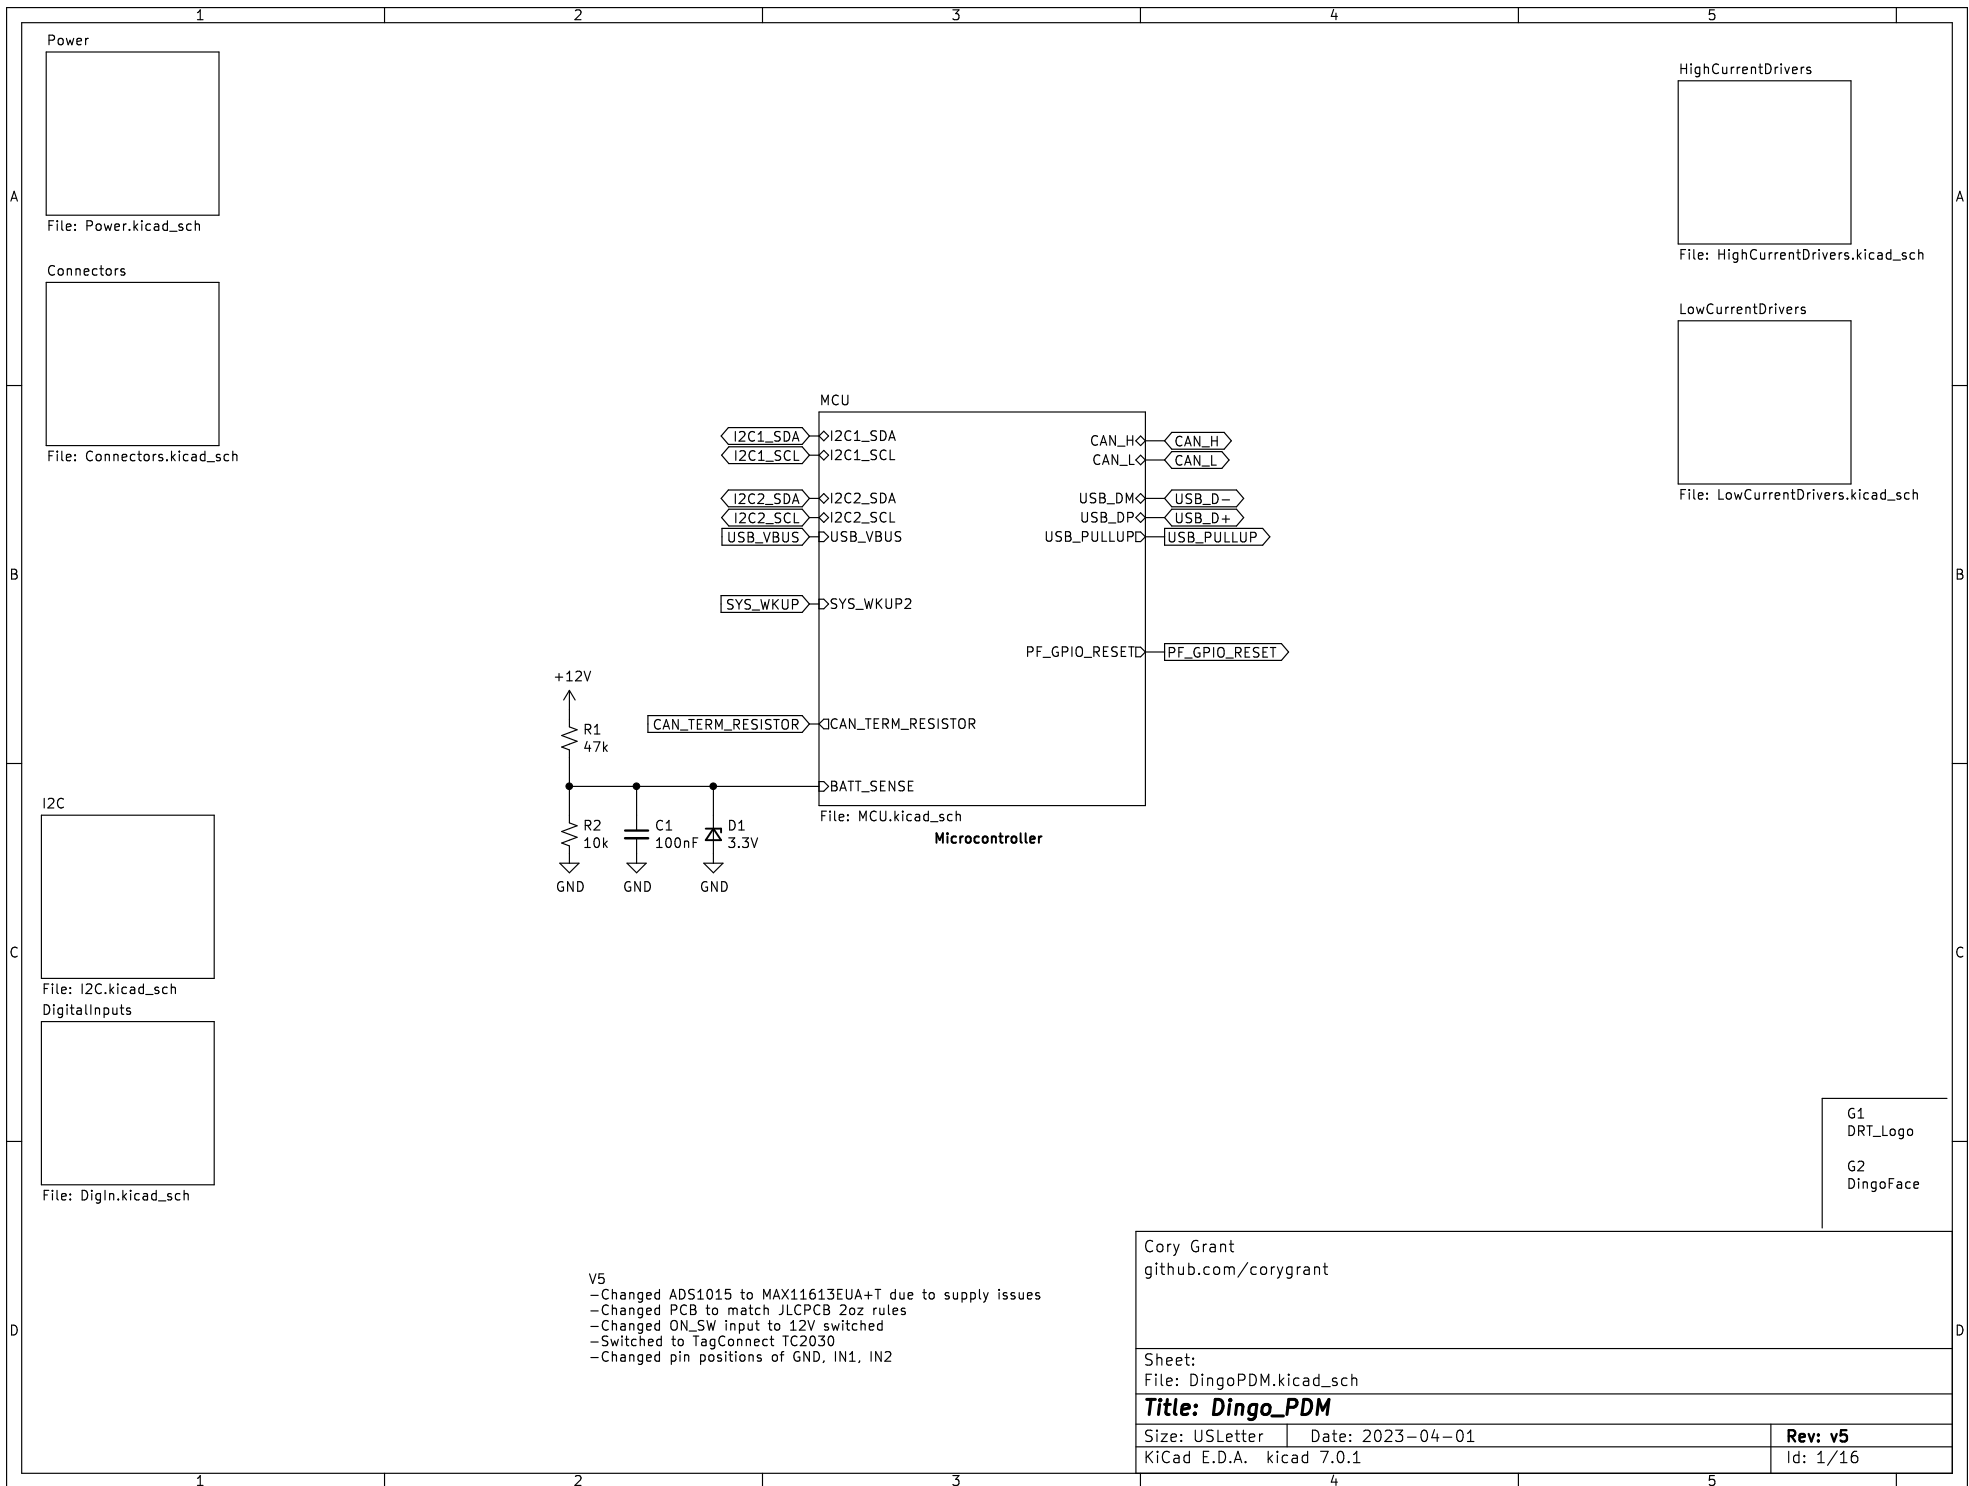 1 2 3 4 5
Power
File: Power.kicad_sch
Connectors
File: Connectors.kicad_sch
HighCurrentDrivers
File: HighCurrentDrivers.kicad_sch
LowCurrentDrivers
File: LowCurrentDrivers.kicad_sch
A A
B B
C C
D D
MCU
I2C1_SDA I2C1_SDA
I2C1_SCL I2C1_SCL
I2C2_SDA I2C2_SDA
I2C2_SCL I2C2_SCL
USB_VBUS USB_VBUS
SYS_WKUP SYS_WKUP2
CAN_TERM_RESISTOR CAN_TERM_RESISTOR
BATT_SENSE
CAN_H CAN_H
CAN_L CAN_L
USB_DM USB_D-
USB_DP USB_D+
USB_PULLUP USB_PULLUP
PF_GPIO_RESET PF_GPIO_RESET
File: MCU.kicad_sch
Microcontroller
+12V
R1
47k
R2
10k
C1
100nF
D1
3.3V
GND GND GND
I2C
File: I2C.kicad_sch
DigitalInputs
File: DigIn.kicad_sch
V5
-Changed ADS1015 to MAX11613EUA+T due to supply issues
-Changed PCB to match JLCPCB 2oz rules
-Changed ON_SW input to 12V switched
-Switched to TagConnect TC2030
-Changed pin positions of GND, IN1, IN2
G1
DRT_Logo
G2
DingoFace
Cory Grant
github.com/corygrant
Sheet:
File: DingoPDM.kicad_sch
Title: Dingo_PDM
Size: USLetter Date: 2023-04-01 Rev: v5
KiCad E.D.A. kicad 7.0.1 Id: 1/16
1 2 3 4 5